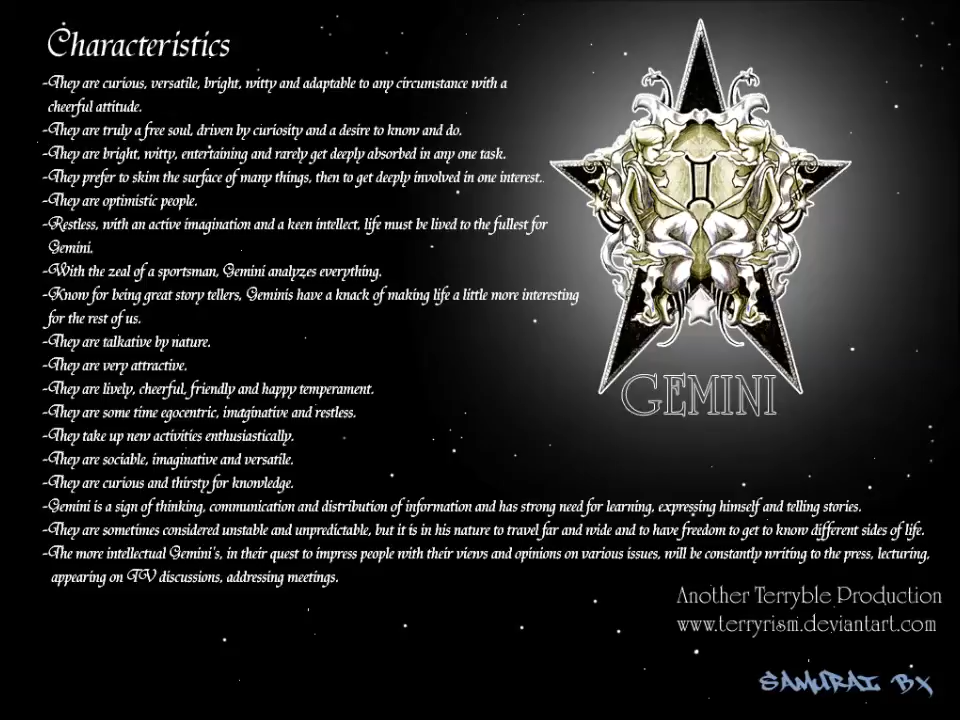 Characteristics
-They are curious, versatile, bright, witty and adaptable to any circumstance with a
cheerful attitude.
-They are truly a free soul, driven by curiosity and a desire to know and do.
-They are bright, witty, entertaining and rarely get deeply absorbed in any one task.
-They prefer to skim the surface of many things, then to get deeply involved in one interest.
-They are optimistic people.
-Restless, with an active imagination and a keen intellect, life must be lived to the fullest for
Gemini.
-With the zeal of a sportsman, Gemini analyzes everything.
-Know for being great story tellers, Geminis have a knack of making life a little more interesting
for the rest of us.
-They are talkative by nature.
-They are very attractive.
-They are lively, cheerful, friendly and happy temperament.
-They are some time egocentric, imaginative and restless.
-They take up new activities enthusiastically.
-They are sociable, imaginative and versatile.
-They are curious and thirsty for knowledge.
-Gemini is a sign of thinking, communication and distribution of information and has strong need for learning, expressing himself and telling stories.
-They are sometimes considered unstable and unpredictable, but it is in his nature to travel far and wide and to have freedom to get to know different sides of life.
-The more intellectual Gemini's, in their quest to impress people with their views and opinions on various issues, will be constantly writing to the press, lecturing,
appearing on TV discussions, addressing meetings.
GEMINI
Another Terryble Production
www.terryrism.deviantart.com
SAMURAI BX